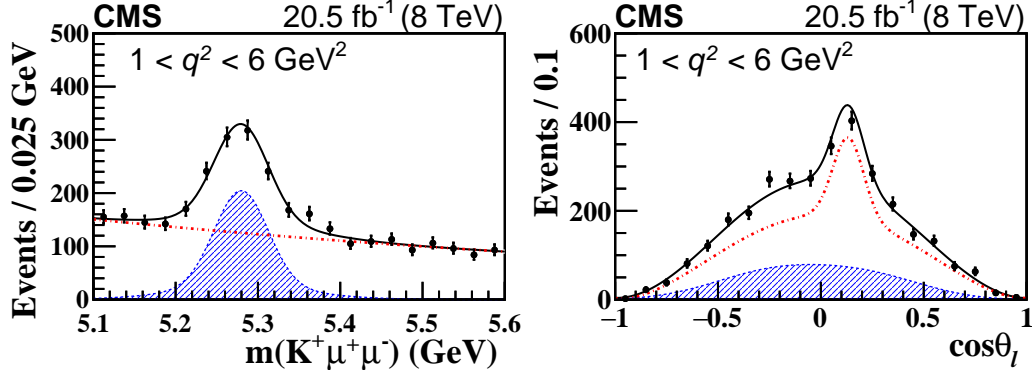 CMS 20.5 fb⁻¹ (8 TeV)
1 < q² < 6 GeV²
Events / 0.025 GeV
500
400
300
200
100
0
5.1 5.2 5.3 5.4 5.5 5.6
m(K⁺μ⁺μ⁻) (GeV)
CMS 20.5 fb⁻¹ (8 TeV)
1 < q² < 6 GeV²
Events / 0.1
600
400
200
0
−1 −0.5 0 0.5 1
cosθₗ